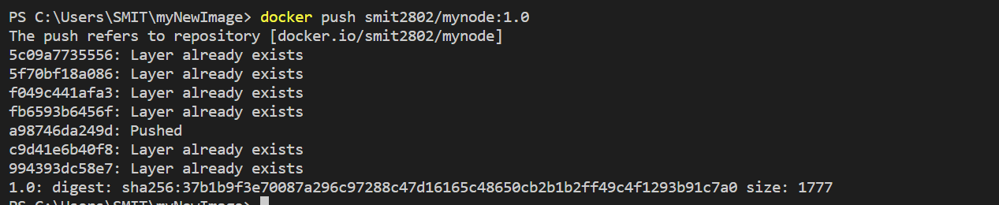 PS C:\Users\SMIT\myNewImage> docker push smit2802/mynode:1.0
The push refers to repository [docker.io/smit2802/mynode]
5c09a7735556: Layer already exists
5f70bf18a086: Layer already exists
f049c441afa3: Layer already exists
fb6593b6456f: Layer already exists
a98746da249d: Pushed
c9d41e6b40f8: Layer already exists
994393dc58e7: Layer already exists
1.0: digest: sha256:37b1b9f3e70087a296c97288c47d16165c48650cb2b1b2ff49c4f1293b91c7a0 size: 1777
PS C:\Users\SMIT\myNewImage>